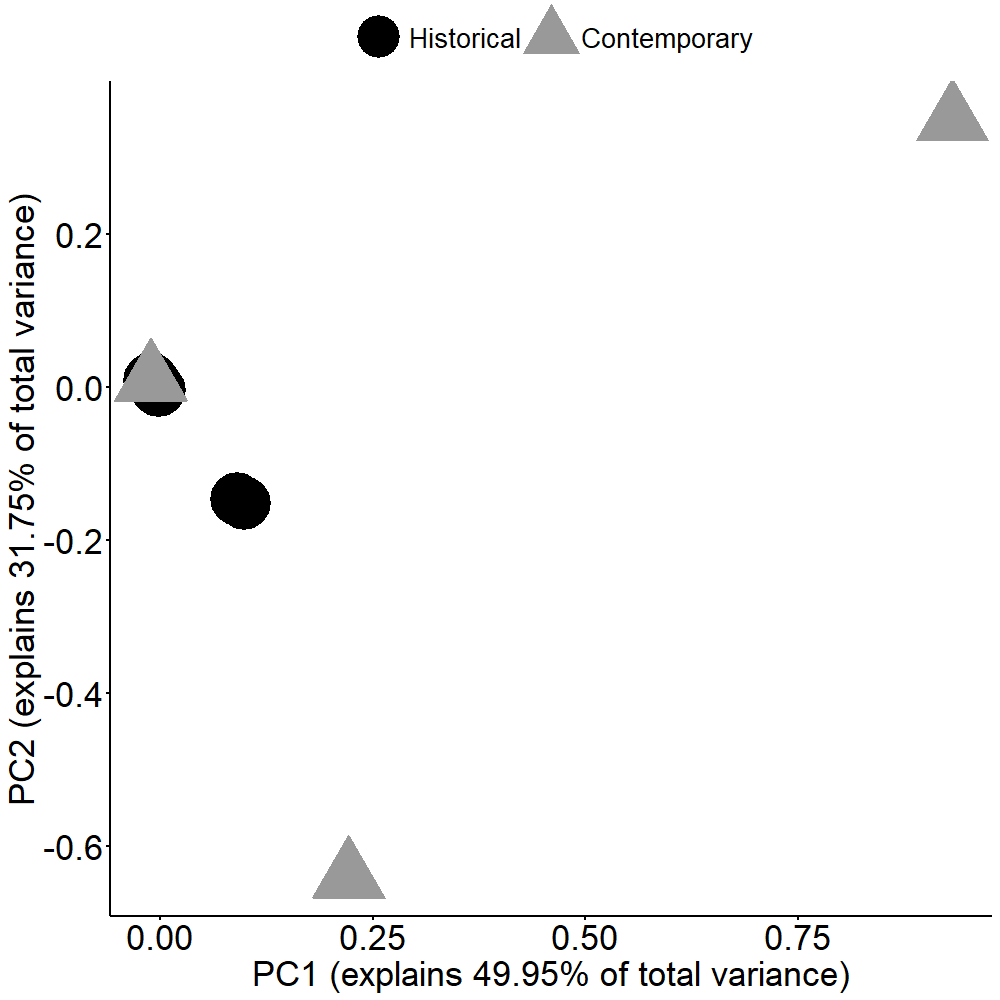 Historical Contemporary
PC2 (explains 31.75% of total variance)
0.2
0.0
-0.2
-0.4
-0.6
0.00 0.25 0.50 0.75
PC1 (explains 49.95% of total variance)